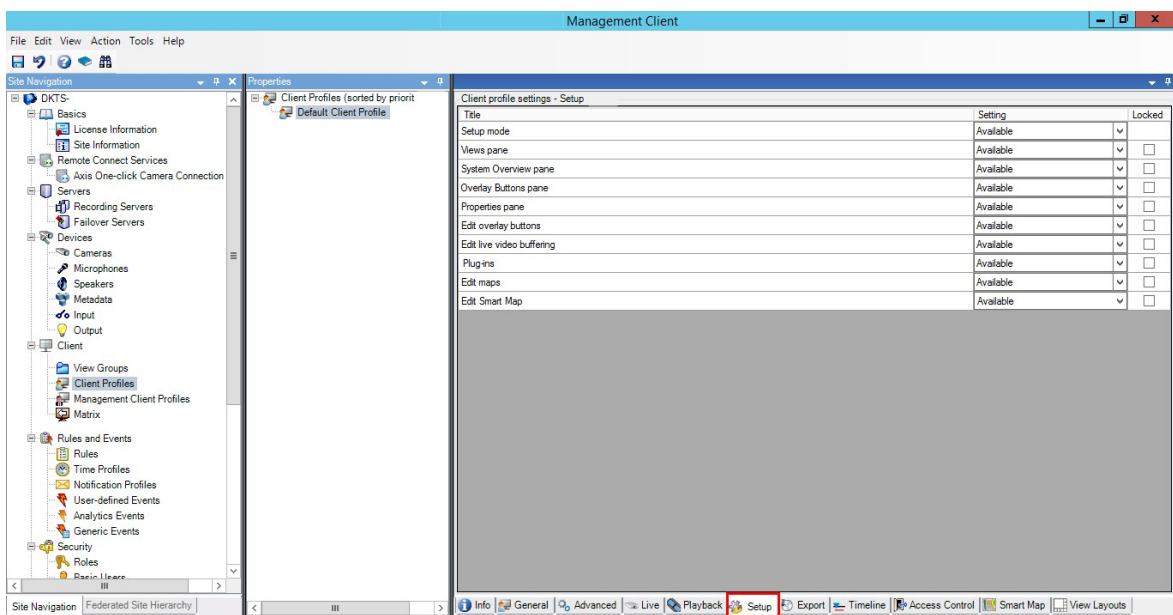 Management Client
File Edit View Action Tools Help
Site Navigation
DKTS-
Basics
License Information
Site Information
Remote Connect Services
Axis One-click Camera Connection
Servers
Recording Servers
Failover Servers
Devices
Cameras
Microphones
Speakers
Metadata
Input
Output
Client
View Groups
Client Profiles
Management Client Profiles
Matrix
Rules and Events
Rules
Time Profiles
Notification Profiles
User-defined Events
Analytics Events
Generic Events
Security
Roles
Basic Users
Site Navigation Federated Site Hierarchy
Properties
Client Profiles (sorted by priorit
Default Client Profile
Client profile settings - Setup
Title Setting Locked
Setup mode Available
Views pane Available
System Overview pane Available
Overlay Buttons pane Available
Properties pane Available
Edit overlay buttons Available
Edit live video buffering Available
Plug-ins Available
Edit maps Available
Edit Smart Map Available
Info General Advanced Live Playback Setup Export Timeline Access Control Smart Map View Layouts